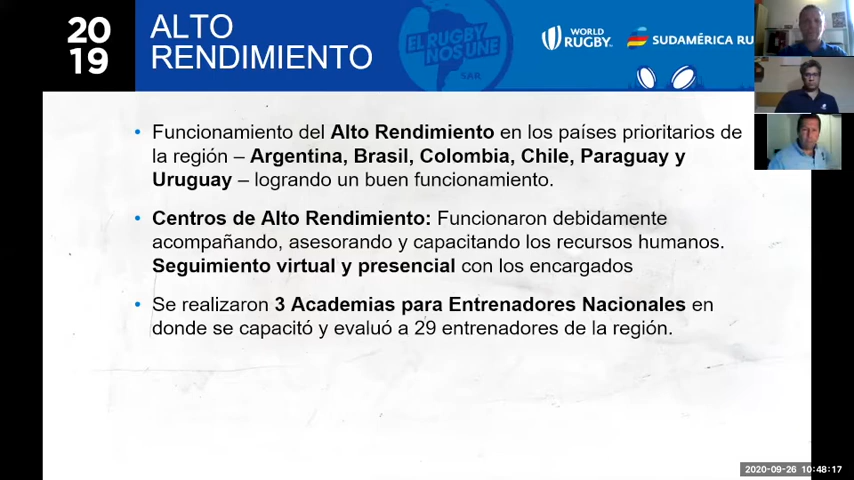 20
19
ALTO
RENDIMIENTO
EL RUGBY
NOS UNE
SAR
WORLD
RUGBY
SUDAMÉRICA RU
• Funcionamiento del Alto Rendimiento en los países prioritarios de
la región – Argentina, Brasil, Colombia, Chile, Paraguay y
Uruguay – logrando un buen funcionamiento.
• Centros de Alto Rendimiento: Funcionaron debidamente
acompañando, asesorando y capacitando los recursos humanos.
Seguimiento virtual y presencial con los encargados
• Se realizaron 3 Academias para Entrenadores Nacionales en
donde se capacitó y evaluó a 29 entrenadores de la región.
2020-09-26 10:48:17